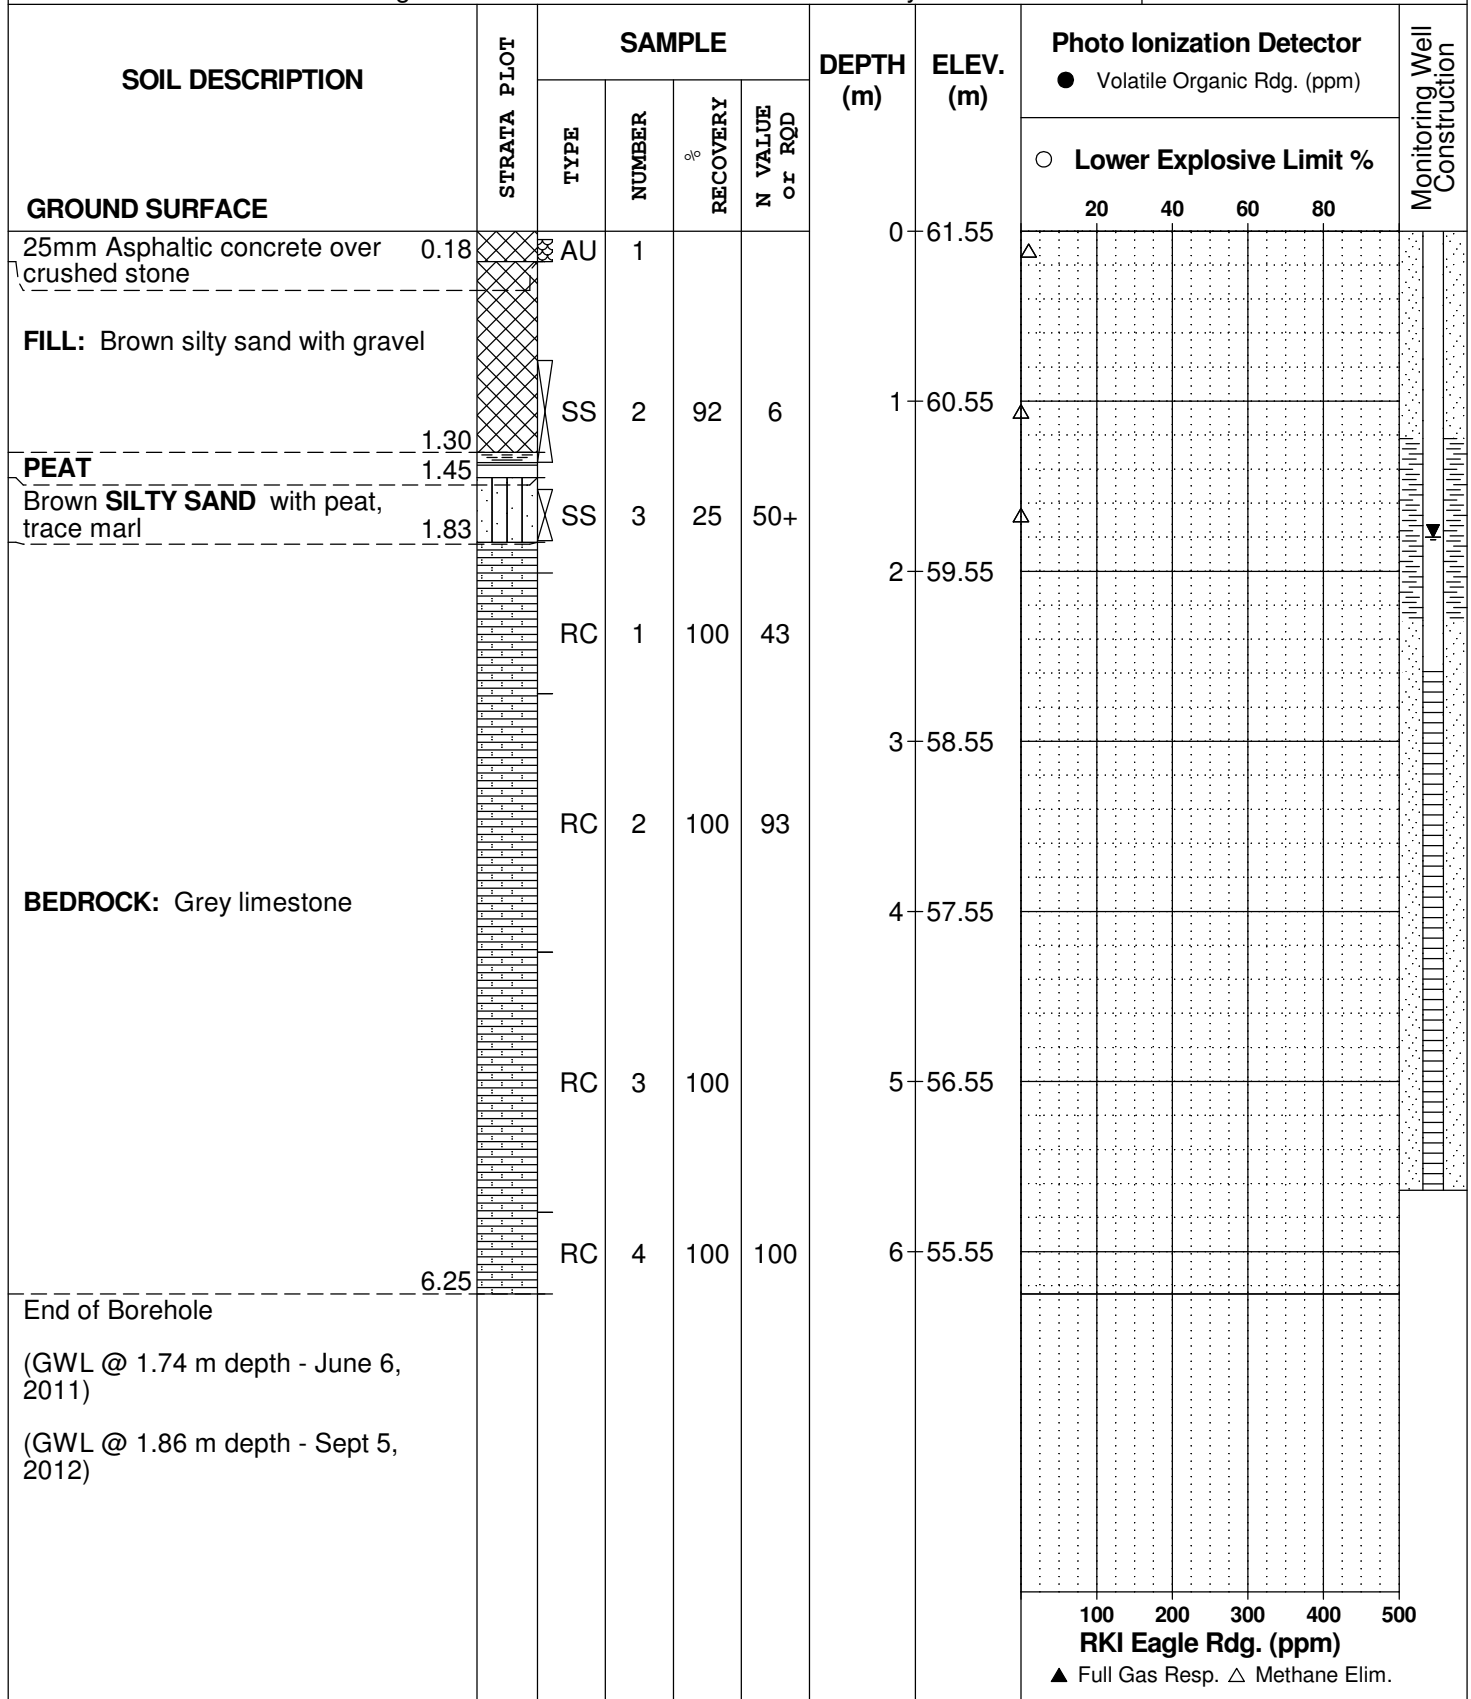 SOIL DESCRIPTION
GROUND SURFACE
STRATA PLOT
SAMPLE
TYPE
NUMBER
% RECOVERY
N VALUE or RQD
DEPTH (m)
ELEV. (m)
Photo Ionization Detector
● Volatile Organic Rdg. (ppm)
○ Lower Explosive Limit %
20 40 60 80
Monitoring Well Construction
25mm Asphaltic concrete over 0.18 AU 1
crushed stone
0 61.55
FILL: Brown silty sand with gravel
SS 2 92 6
1 60.55
1.30
PEAT 1.45
Brown SILTY SAND with peat,
trace marl 1.83
SS 3 25 50+
2 59.55
RC 1 100 43
3 58.55
RC 2 100 93
BEDROCK: Grey limestone
4 57.55
RC 3 100
5 56.55
RC 4 100 100
6 55.55
6.25
End of Borehole
(GWL @ 1.74 m depth - June 6,
2011)
(GWL @ 1.86 m depth - Sept 5,
2012)
100 200 300 400 500
RKI Eagle Rdg. (ppm)
▲ Full Gas Resp. △ Methane Elim.